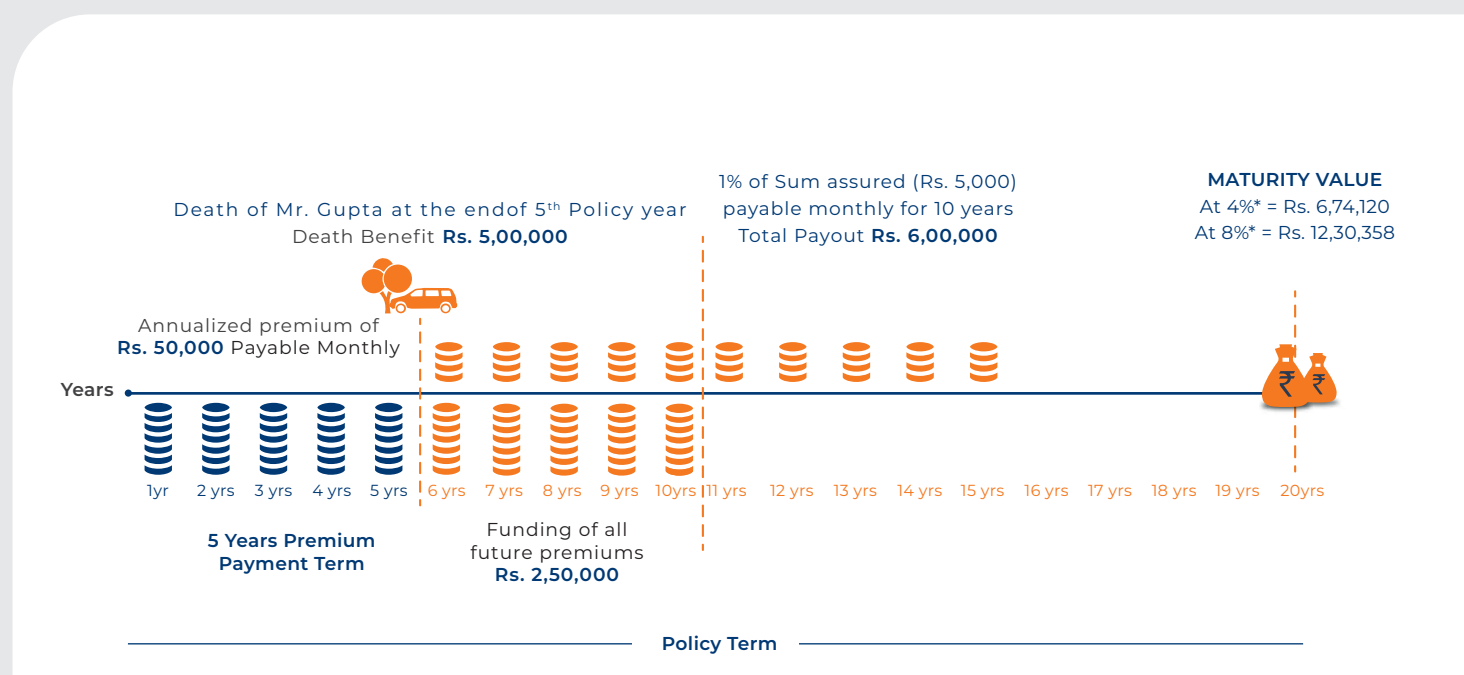 Death of Mr. Gupta at the endof 5th Policy year
Death Benefit Rs. 5,00,000
1% of Sum assured (Rs. 5,000)
payable monthly for 10 years
Total Payout Rs. 6,00,000
MATURITY VALUE
At 4%* = Rs. 6,74,120
At 8%* = Rs. 12,30,358
Annualized premium of
Rs. 50,000 Payable Monthly
Years
₹ ₹
1yr 2 yrs 3 yrs 4 yrs 5 yrs 6 yrs 7 yrs 8 yrs 9 yrs 10yrs 11 yrs 12 yrs 13 yrs 14 yrs 15 yrs 16 yrs 17 yrs 18 yrs 19 yrs 20yrs
5 Years Premium
Payment Term
Funding of all
future premiums
Rs. 2,50,000
Policy Term